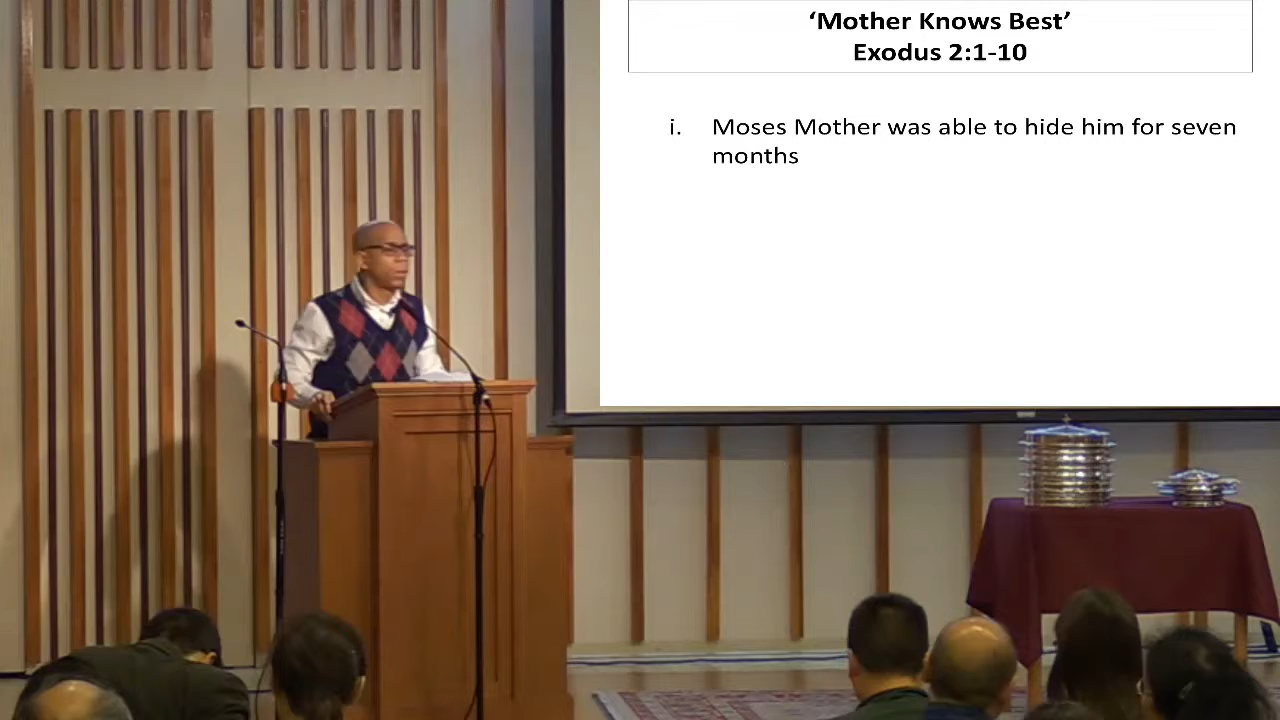 ‘Mother Knows Best’
Exodus 2:1-10
i. Moses Mother was able to hide him for seven
months